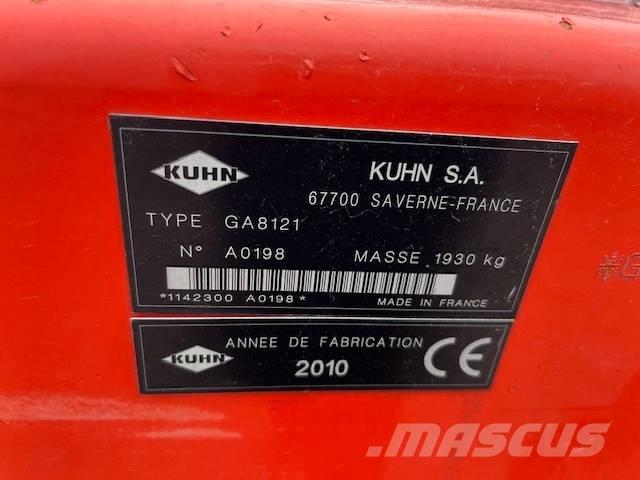 KUHN
KUHN S.A.
67700 SAVERNE-FRANCE
TYPE GA8121
N° A0198 MASSE 1930 kg
*1142300 A0198*
MADE IN FRANCE
KUHN
ANNEE DE FABRICATION
2010
CE
MASCUS